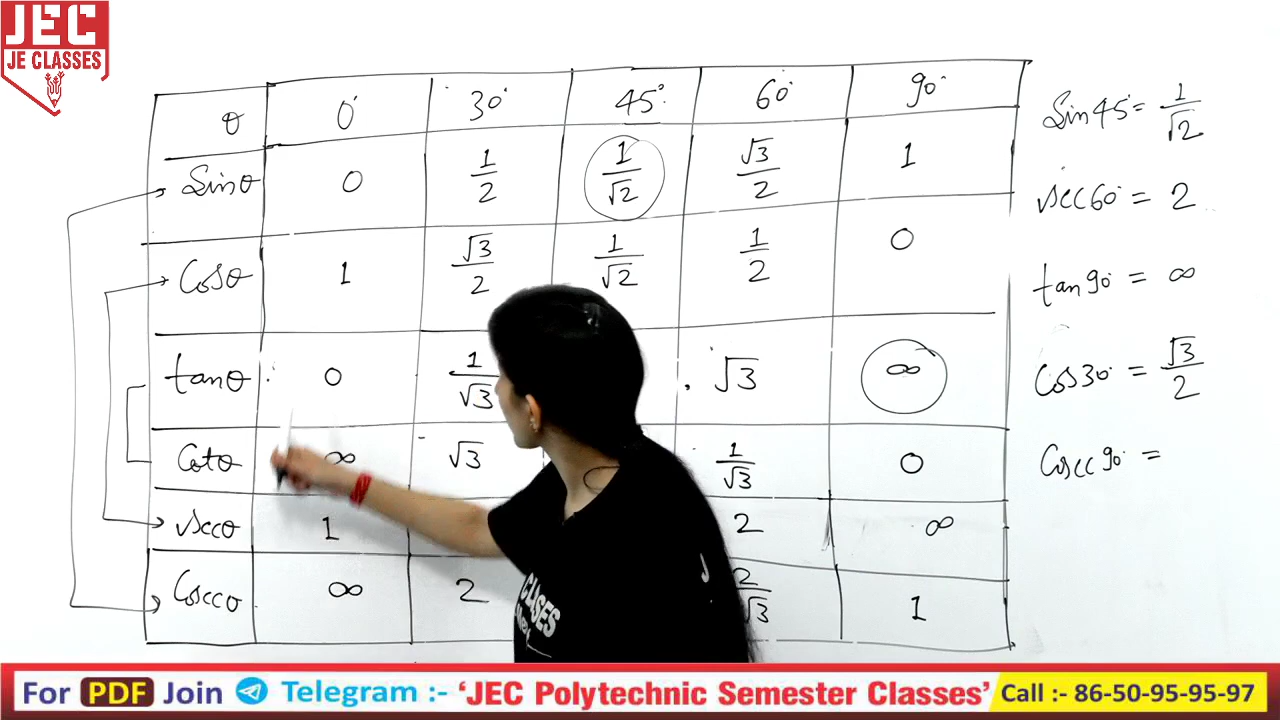 JEC
JE CLASSES
θ 0° 30° 45° 60° 90°
Sinθ 0 1/2 1/√2 √3/2 1
Cosθ 1 √3/2 1/√2 1/2 0
tanθ 0 1/√3 √3 ∞
Cotθ ∞ √3 1/√3 0
Secθ 1 2 ∞
Cosecθ ∞ 2 2/√3 1
Sin45° = 1/√2
Sec60° = 2
tan90° = ∞
Cos30° = √3/2
Cosec90° =
For PDF Join Telegram :- ‘JEC Polytechnic Semester Classes’ Call :- 86-50-95-95-97